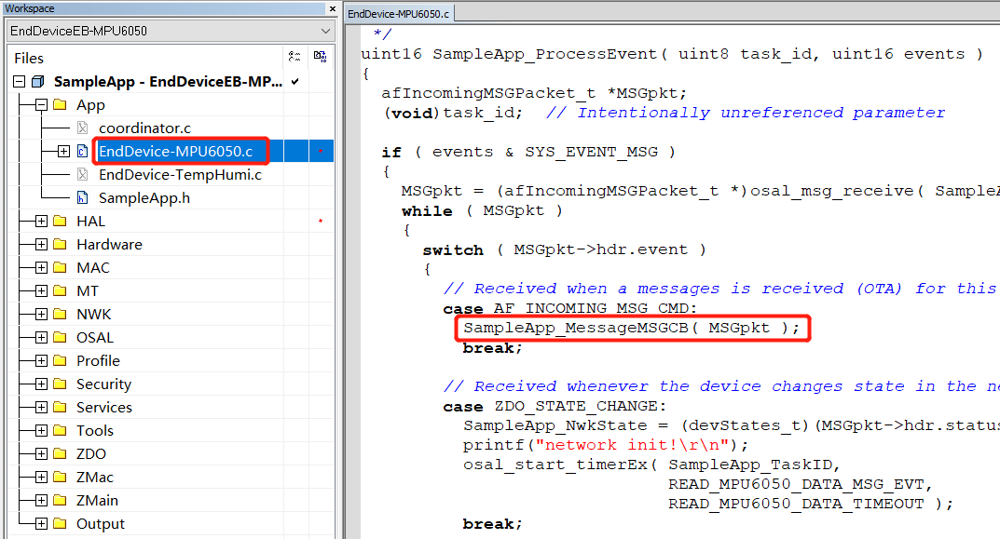 Workspace
EndDeviceEB-MPU6050
Files
SampleApp - EndDeviceEB-MP...
App
coordinator.c
EndDevice-MPU6050.c
EndDevice-TempHumi.c
SampleApp.h
HAL
Hardware
MAC
MT
NWK
OSAL
Profile
Security
Services
Tools
ZDO
ZMac
ZMain
Output
EndDevice-MPU6050.c
*/
uint16 SampleApp_ProcessEvent( uint8 task_id, uint16 events )
{
afIncomingMSGPacket_t *MSGpkt;
(void)task_id; // Intentionally unreferenced parameter
if ( events & SYS_EVENT_MSG )
{
MSGpkt = (afIncomingMSGPacket_t *)osal_msg_receive( Sample
while ( MSGpkt )
{
switch ( MSGpkt->hdr.event )
{
// Received when a messages is received (OTA) for this
case AF_INCOMING_MSG_CMD:
SampleApp_MessageMSGCB( MSGpkt );
break;
// Received whenever the device changes state in the ne
case ZDO_STATE_CHANGE:
SampleApp_NwkState = (devStates_t)(MSGpkt->hdr.status
printf("network init!\r\n");
osal_start_timerEx( SampleApp_TaskID,
READ_MPU6050_DATA_MSG_EVT,
READ_MPU6050_DATA_TIMEOUT );
break;